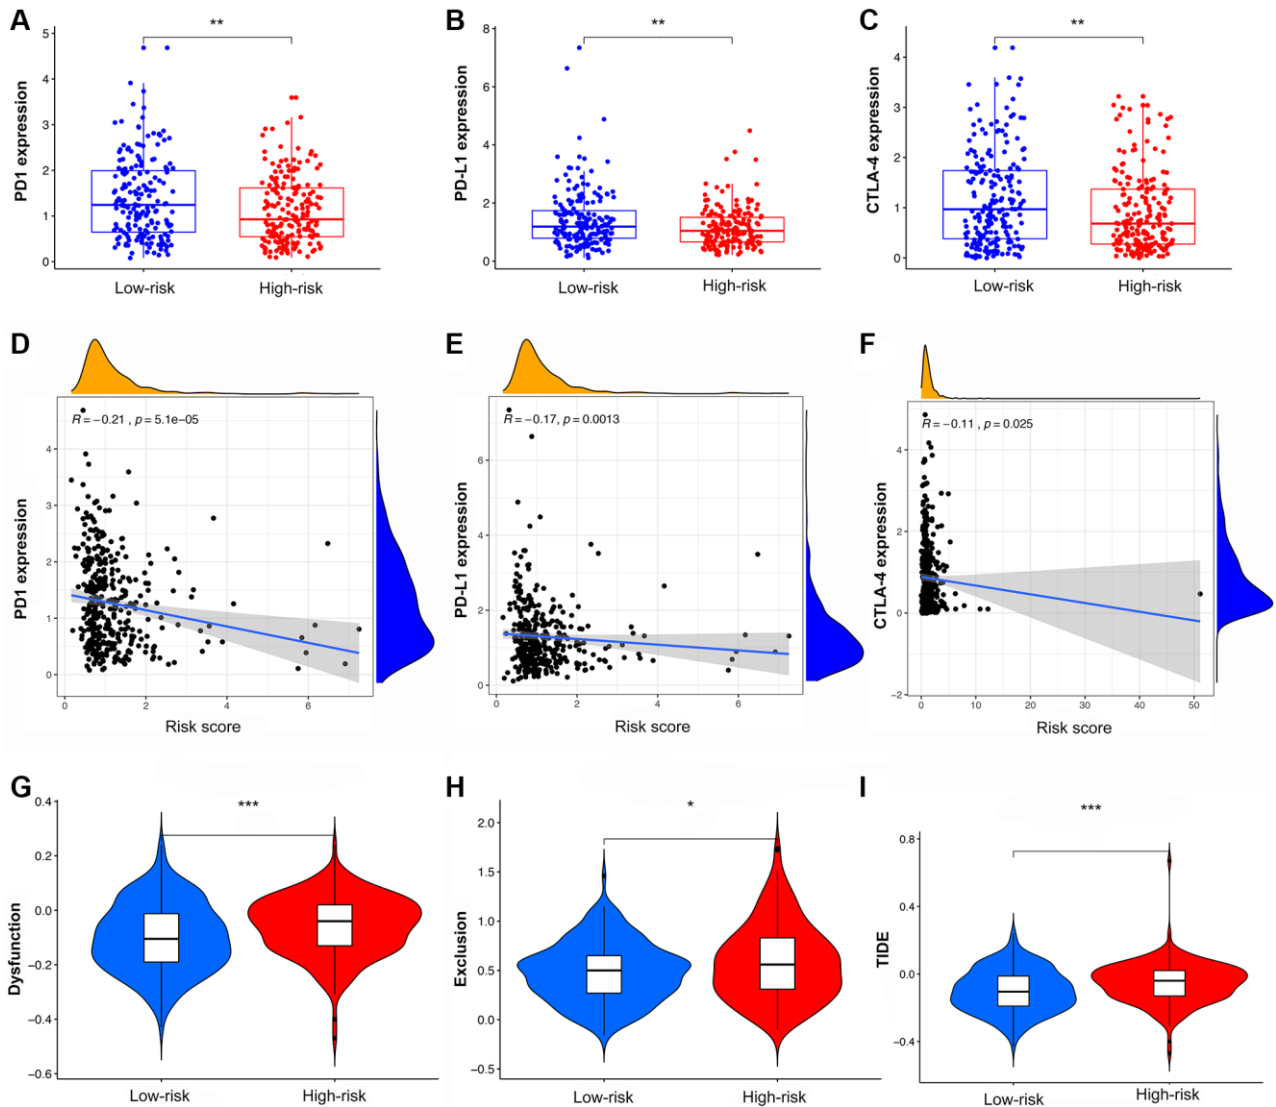 A
**
PD1 expression
5
4
3
2
1
0
Low-risk
High-risk
B
**
PD-L1 expression
8
6
4
2
0
Low-risk
High-risk
C
**
CTLA-4 expression
4
3
2
1
0
Low-risk
High-risk
D
R = −0.21 , p = 5.1e−05
PD1 expression
4
3
2
1
0
0 2 4 6
Risk score
E
R = −0.17, p = 0.0013
PD-L1 expression
6
4
2
0
0 2 4 6
Risk score
F
R = −0.11 , p = 0.025
CTLA-4 expression
4
2
0
−2
0 10 20 30 40 50
Risk score
G
***
Dysfunction
0.4
0.2
0.0
−0.2
−0.4
−0.6
Low-risk
High-risk
H
*
Exclusion
2.0
1.5
1.0
0.5
0.0
−0.5
Low-risk
High-risk
I
***
TIDE
0.8
0.4
0.0
−0.4
Low-risk
High-risk